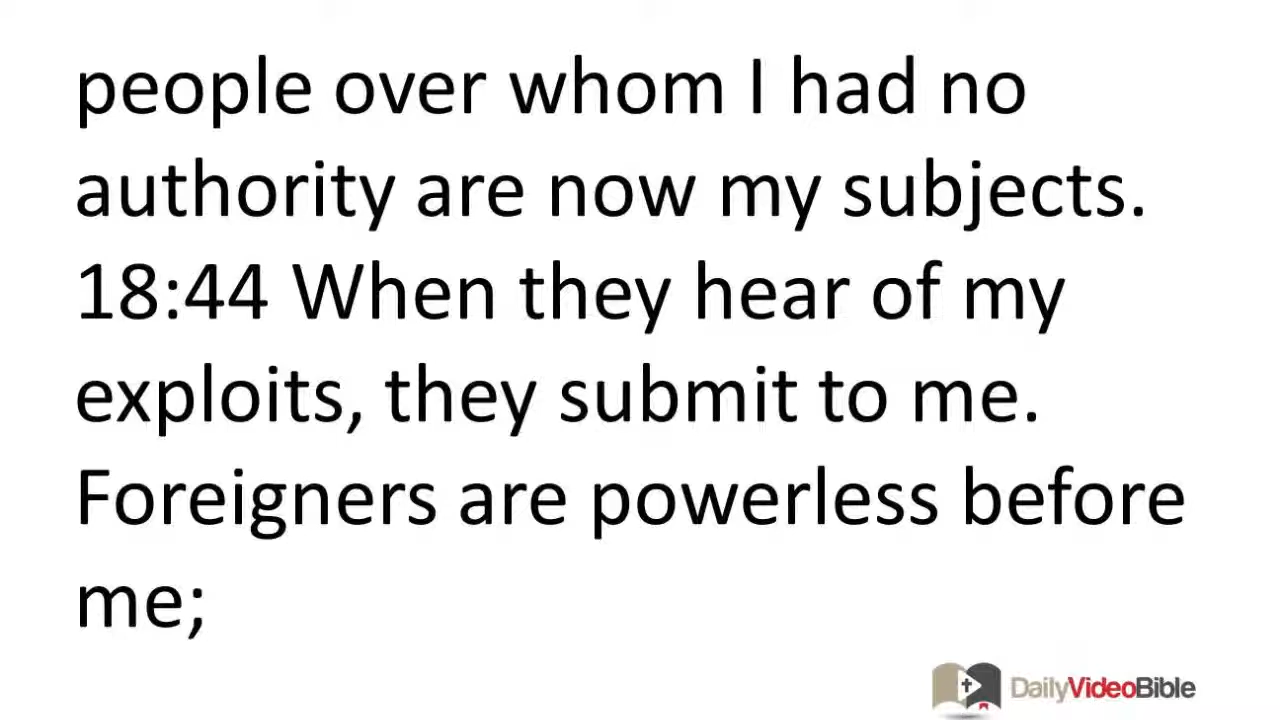 people over whom I had no
authority are now my subjects.
18:44 When they hear of my
exploits, they submit to me.
Foreigners are powerless before
me;
DailyVideoBible